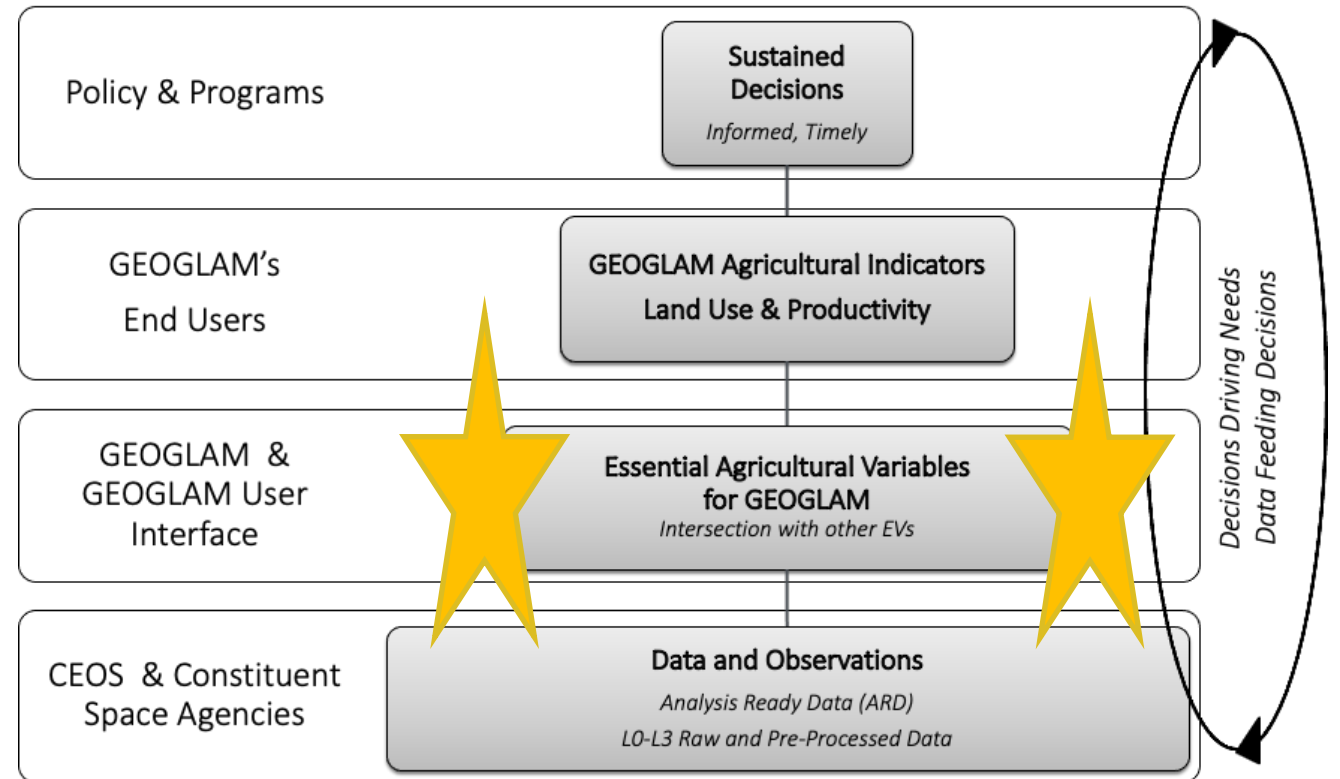 Policy & Programs
Sustained
Decisions
Informed, Timely
GEOGLAM's
End Users
GEOGLAM Agricultural Indicators
Land Use & Productivity
GEOGLAM &
GEOGLAM User
Interface
Essential Agricultural Variables
for GEOGLAM
Intersection with other EVs
CEOS & Constituent
Space Agencies
Data and Observations
Analysis Ready Data (ARD)
L0-L3 Raw and Pre-Processed Data
Decisions Driving Needs
Data Feeding Decisions